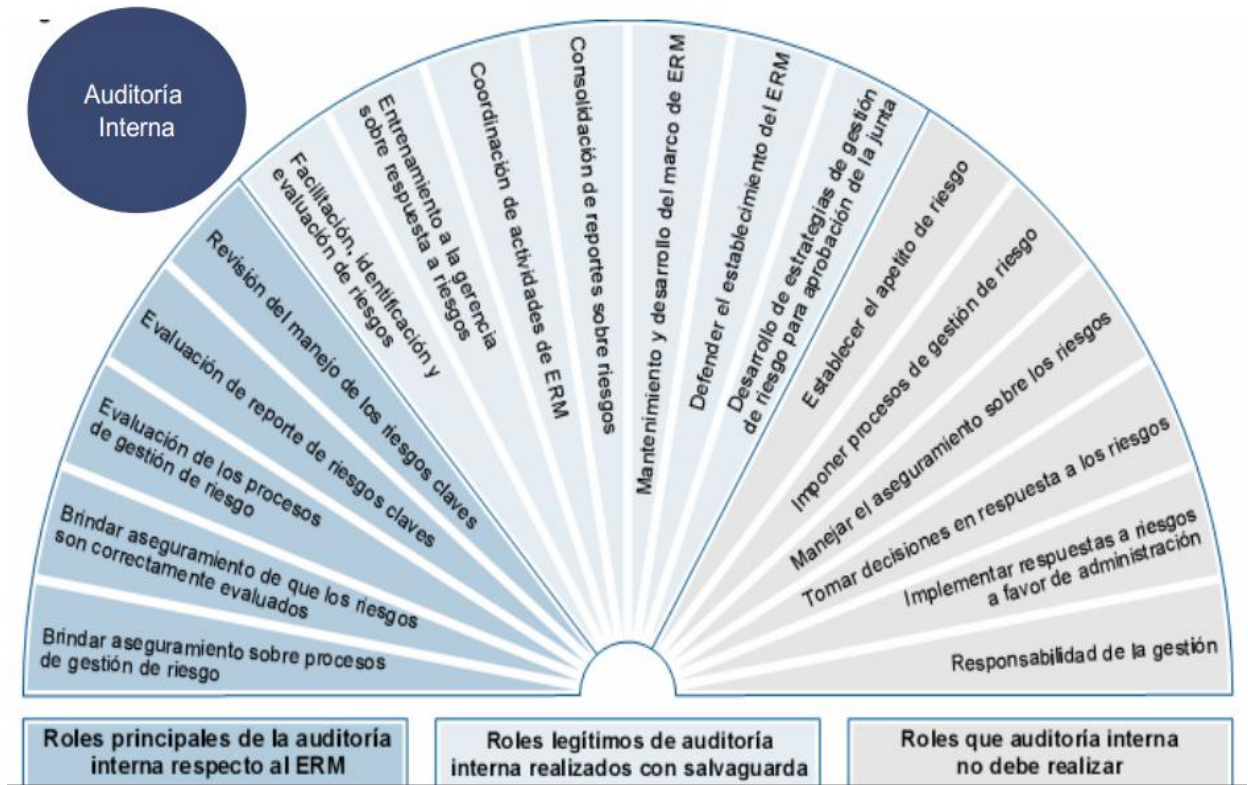 Auditoría
Interna
Brindar aseguramiento sobre procesos
de gestión de riesgo
Brindar aseguramiento de que los riesgos
son correctamente evaluados
Evaluación de los procesos
de gestión de riesgo
Evaluación de reporte de riesgos claves
Revisión del manejo de los riesgos claves
Facilitación, identificación y
evaluación de riesgos
Entrenamiento a la gerencia
sobre respuesta a riesgos
Coordinación de actividades de ERM
Consolidación de reportes sobre riesgos
Mantenimiento y desarrollo del marco de ERM
Defender el establecimiento del ERM
Desarrollo de estrategias de gestión
de riesgo para aprobación de la junta
Establecer el apetito de riesgo
Imponer procesos de gestión de riesgo
Manejar el aseguramiento sobre los riesgos
Tomar decisiones en respuesta a los riesgos
Implementar respuestas a riesgos
a favor de administración
Responsabilidad de la gestión
Roles principales de la auditoría
interna respecto al ERM
Roles legítimos de auditoría
interna realizados con salvaguarda
Roles que auditoría interna
no debe realizar